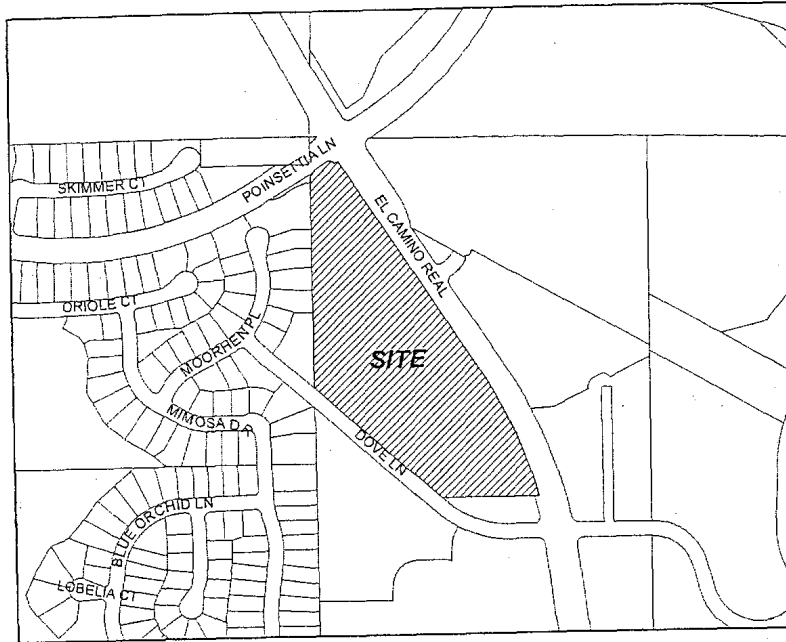 SKIMMER CT
POINSETTIA LN
EL CAMINO REAL
ORIOLE CT
MOORHEN PL
SITE
MIMOSA DR
DOVE LN
BLUE ORCHID LN
LOBELIA CT